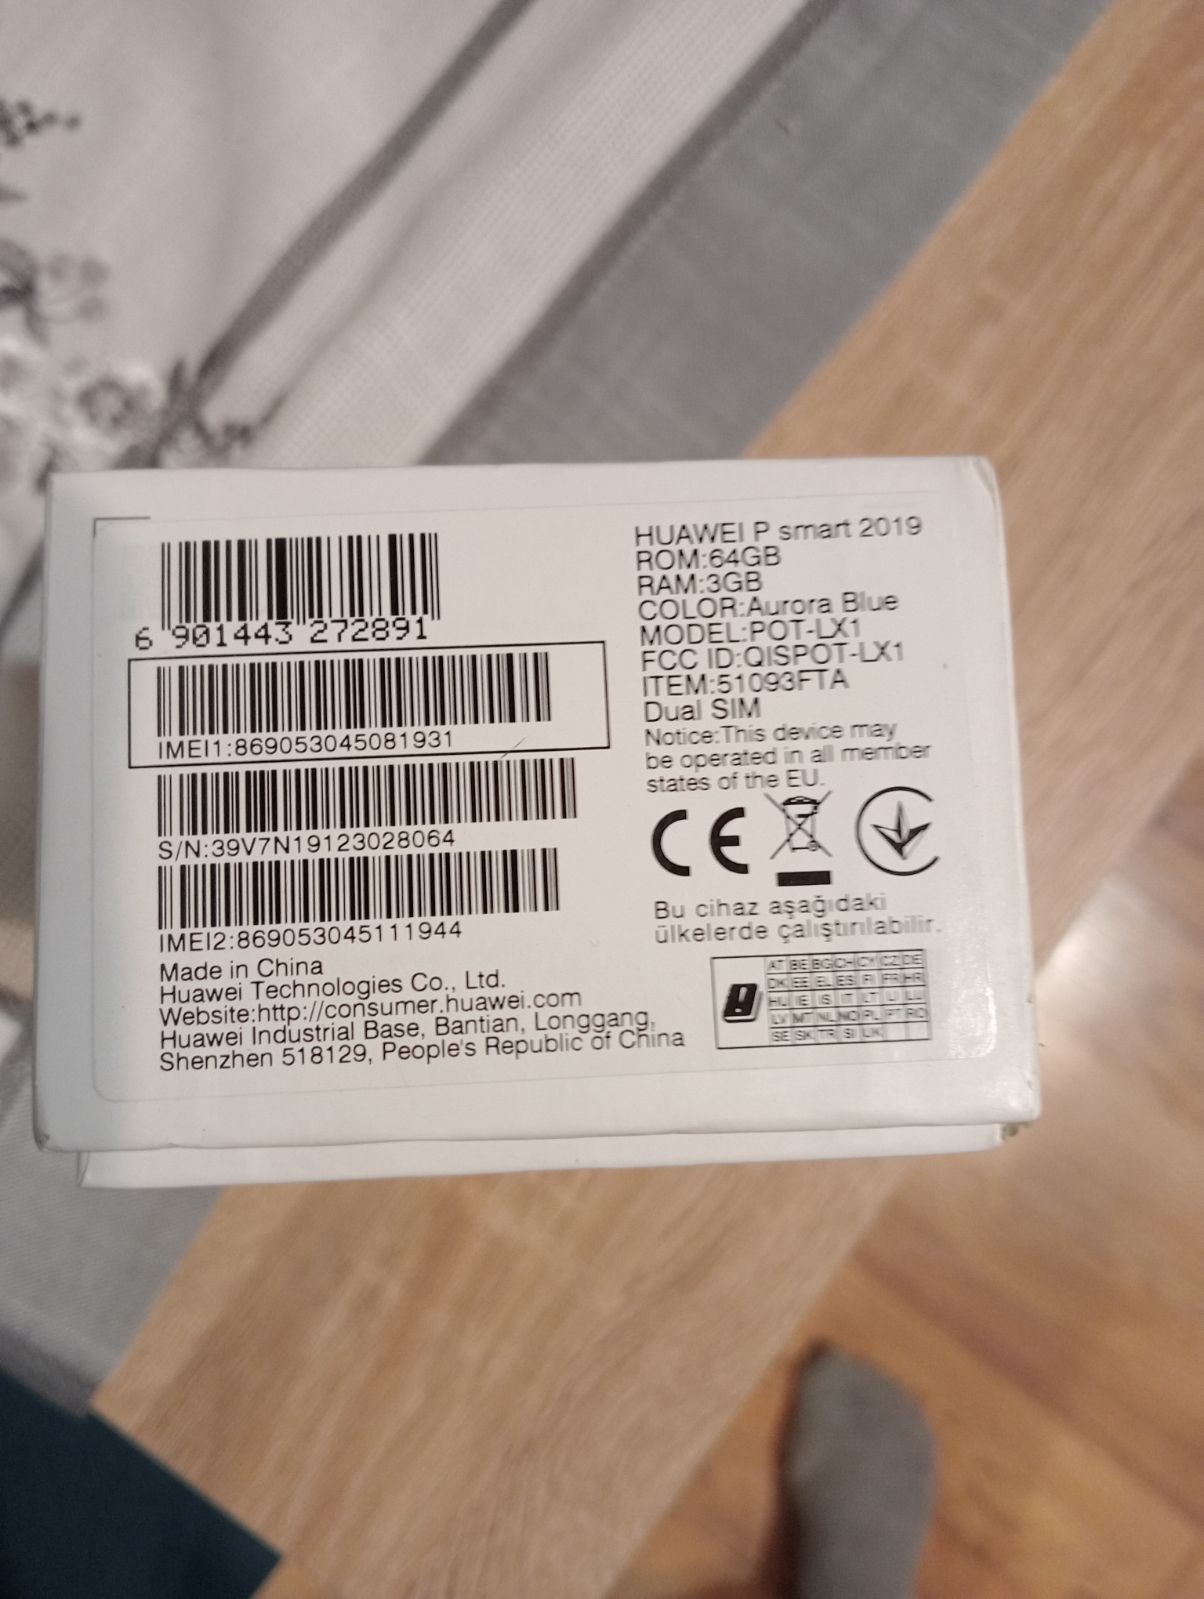 6 901443 272891
IMEI1:869053045081931
S/N:39V7N19123028064
IMEI2:869053045111944
Made in China
Huawei Technologies Co., Ltd.
Website:http://consumer.huawei.com
Huawei Industrial Base, Bantian, Longgang,
Shenzhen 518129, People's Republic of China
HUAWEI P smart 2019
ROM:64GB
RAM:3GB
COLOR:Aurora Blue
MODEL:POT-LX1
FCC ID:QISPOT-LX1
ITEM:51093FTA
Dual SIM
Notice:This device may
be operated in all member
states of the EU.
CE
Bu cihaz aşağıdaki
ülkelerde çalıştırılabilir.
AT BE BG CH CY CZ DE
DK EE EL ES FI FR HR
HU IE IS IT LT LI LU
LV MT NL NO PL PT RO
SE SK TR SI UK